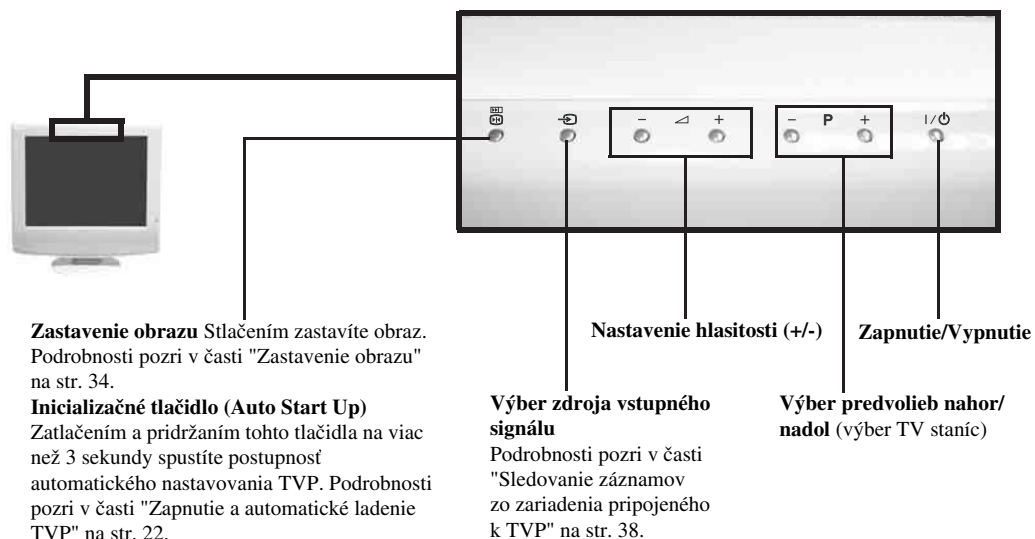 - + - P + I/⏻
Zastavenie obrazu Stlačením zastavíte obraz.
Podrobnosti pozri v časti "Zastavenie obrazu"
na str. 34.
Inicializačné tlačidlo (Auto Start Up)
Zatlačením a pridržaním tohto tlačidla na viac
než 3 sekundy spustíte postupnosť
automatického nastavovania TVP. Podrobnosti
pozri v časti "Zapnutie a automatické ladenie
TVP" na str. 22.
Výber zdroja vstupného
signálu
Podrobnosti pozri v časti
"Sledovanie záznamov
zo zariadenia pripojeného
k TVP" na str. 38.
Nastavenie hlasitosti (+/-)
Výber predvolieb nahor/
nadol (výber TV staníc)
Zapnutie/Vypnutie